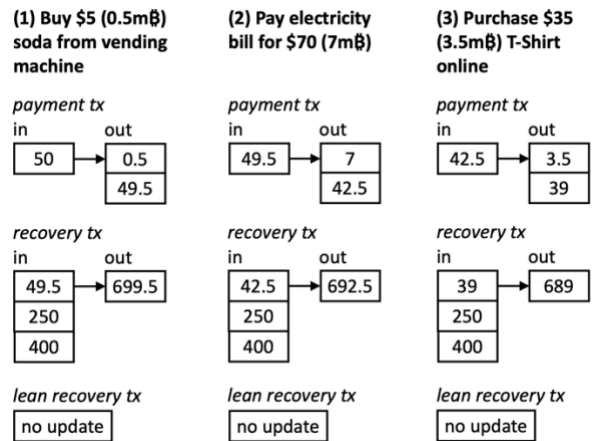 (1) Buy $5 (0.5m₿)
soda from vending
machine
payment tx
in out
50 0.5
49.5
recovery tx
in out
49.5 699.5
250
400
lean recovery tx
no update
(2) Pay electricity
bill for $70 (7m₿)
payment tx
in out
49.5 7
42.5
recovery tx
in out
42.5 692.5
250
400
lean recovery tx
no update
(3) Purchase $35
(3.5m₿) T-Shirt
online
payment tx
in out
42.5 3.5
39
recovery tx
in out
39 689
250
400
lean recovery tx
no update